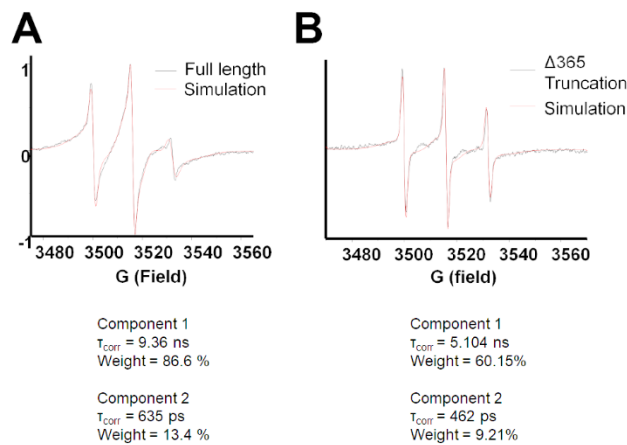 A
B
Full length
Simulation
Δ365
Truncation
Simulation
1
0
-1
3480 3500 3520 3540 3560
G (Field)
3480 3500 3520 3540 3560
G (field)
Component 1
τcorr = 9.36 ns
Weight = 86.6 %
Component 2
τcorr = 635 ps
Weight = 13.4 %
Component 1
τcorr = 5.104 ns
Weight = 60.15%
Component 2
τcorr = 462 ps
Weight = 9.21%